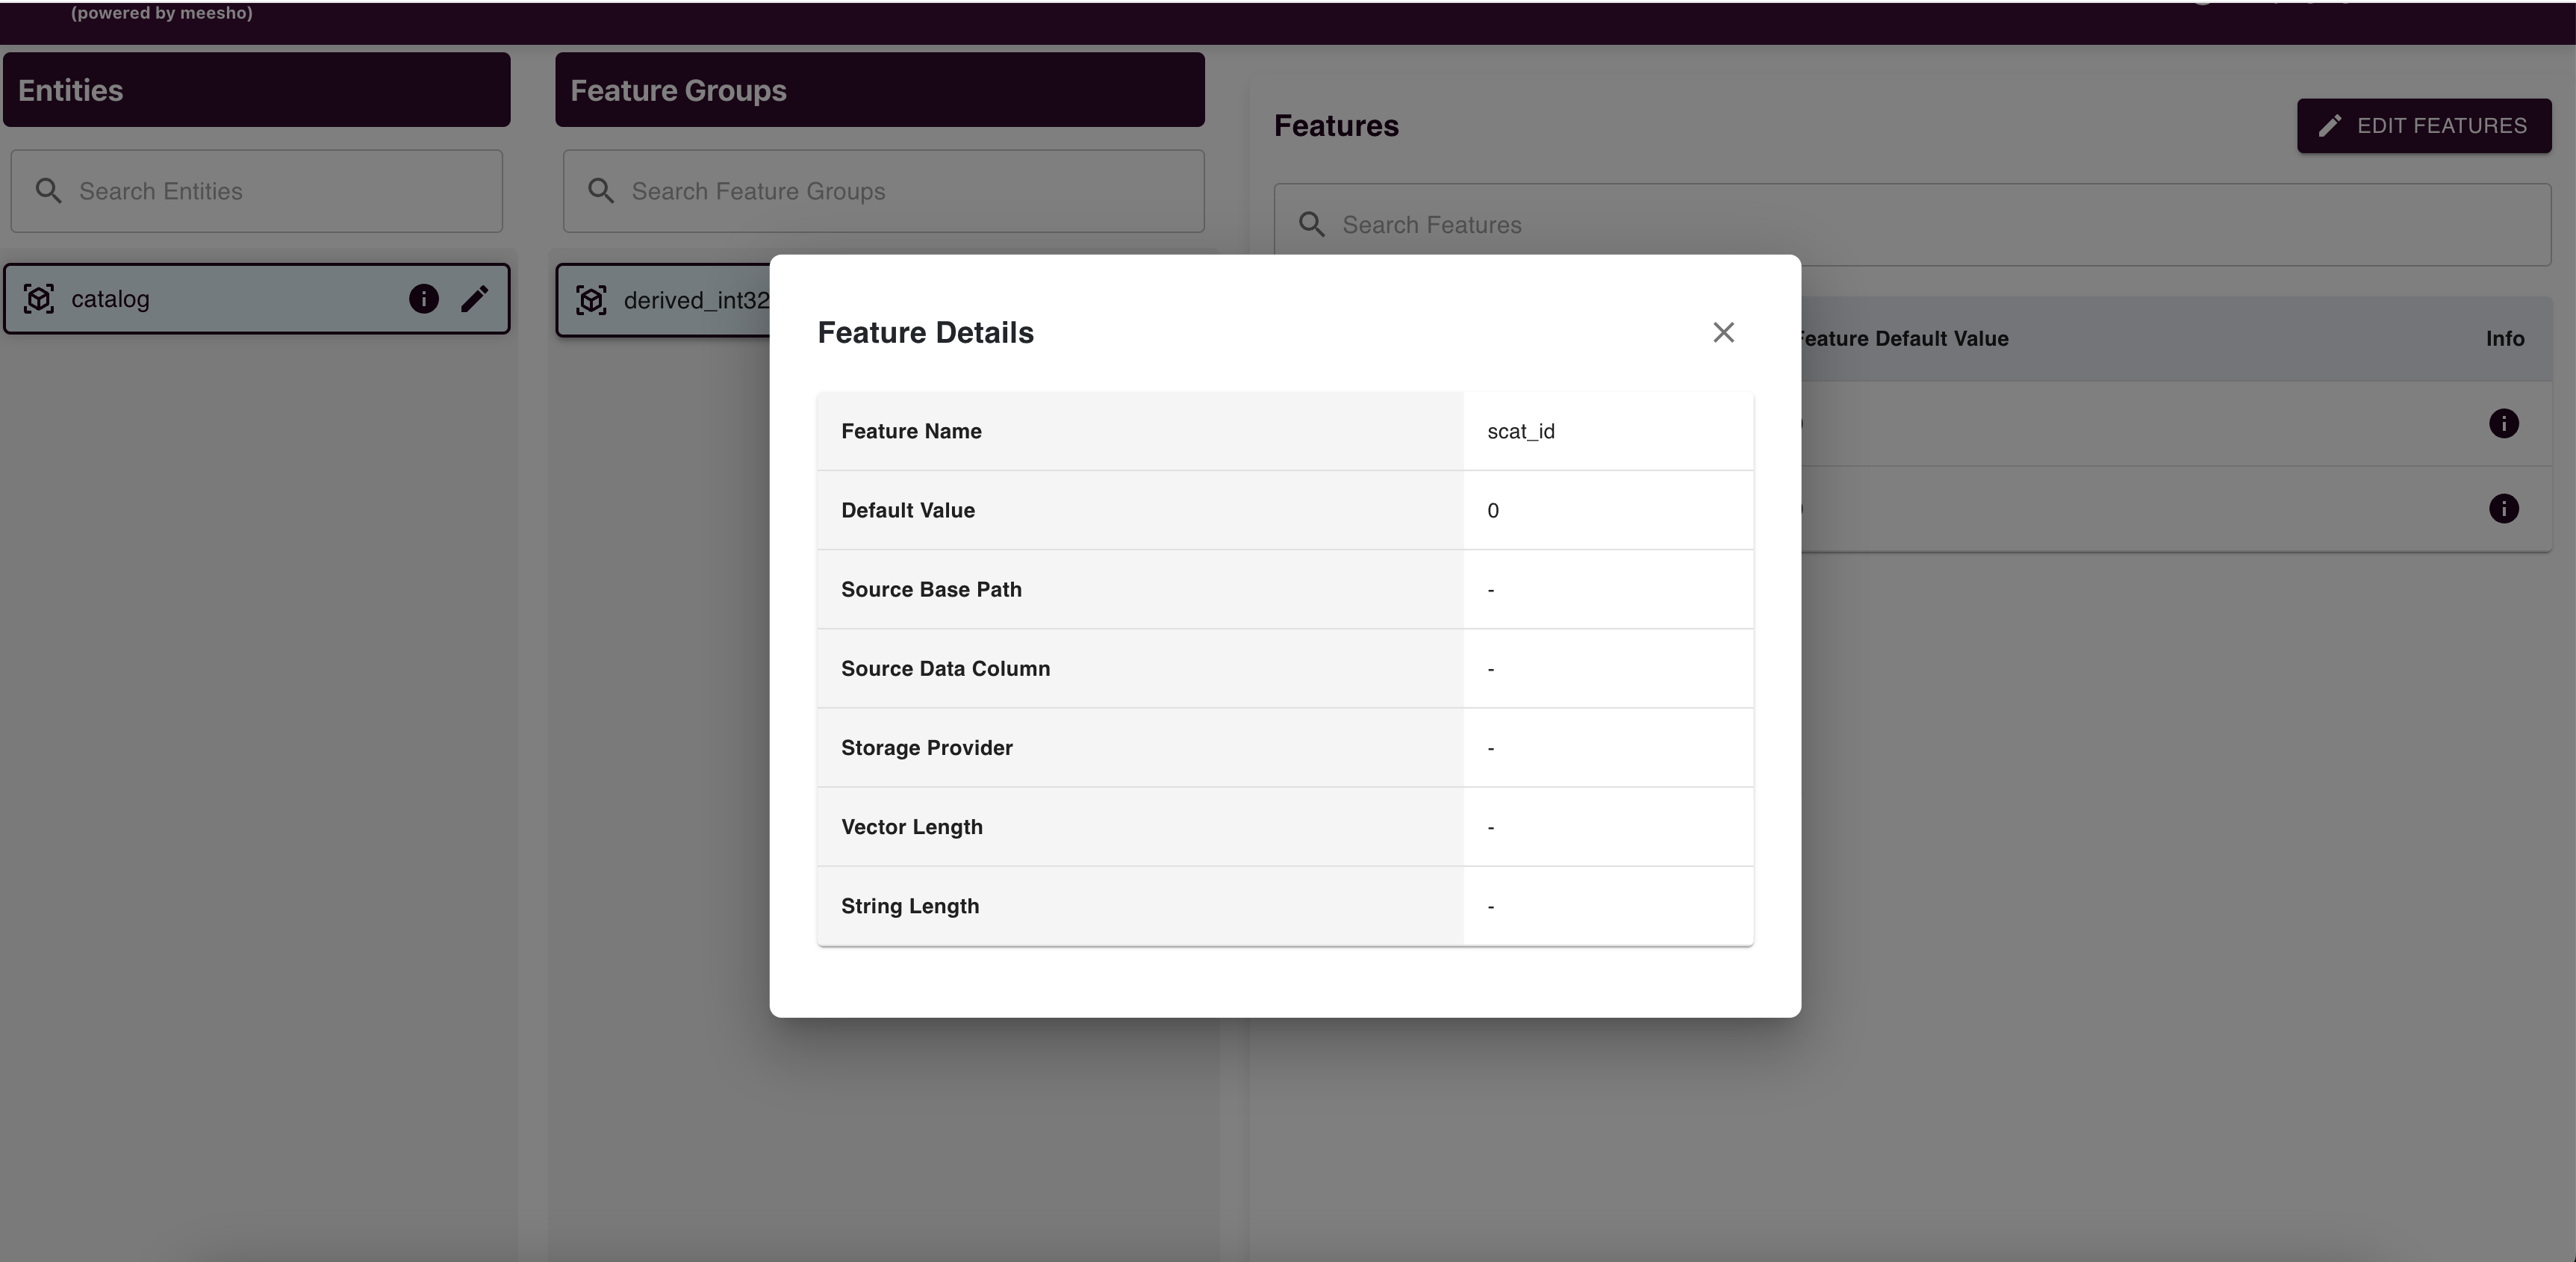 (powered by meesho)
Entities
Feature Groups
Features
EDIT FEATURES
Search Entities
Search Feature Groups
Search Features
catalog
derived_int32
Feature Default Value
Info
Feature Details
Feature Name
scat_id
Default Value
0
Source Base Path
-
Source Data Column
-
Storage Provider
-
Vector Length
-
String Length
-